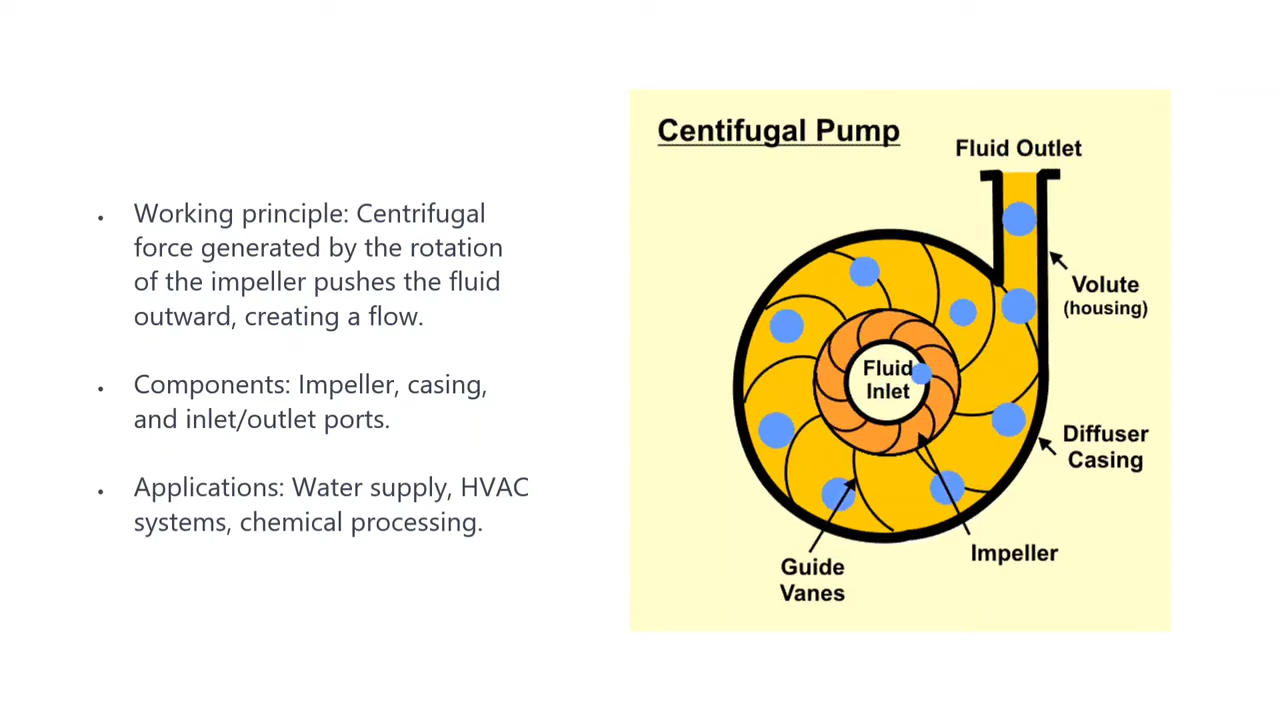 Working principle: Centrifugal
force generated by the rotation
of the impeller pushes the fluid
outward, creating a flow.
Components: Impeller, casing,
and inlet/outlet ports.
Applications: Water supply, HVAC
systems, chemical processing.
Centifugal Pump
Fluid Outlet
Volute
(housing)
Fluid
Inlet
Diffuser
Casing
Impeller
Guide
Vanes